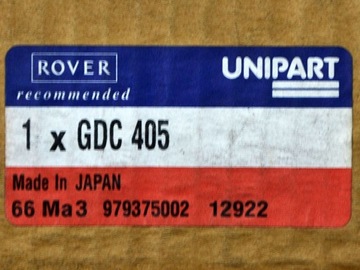 ROVER UNIPART
recommended
1 x GDC 405
Made In JAPAN
66 Ma3 979375002 12922